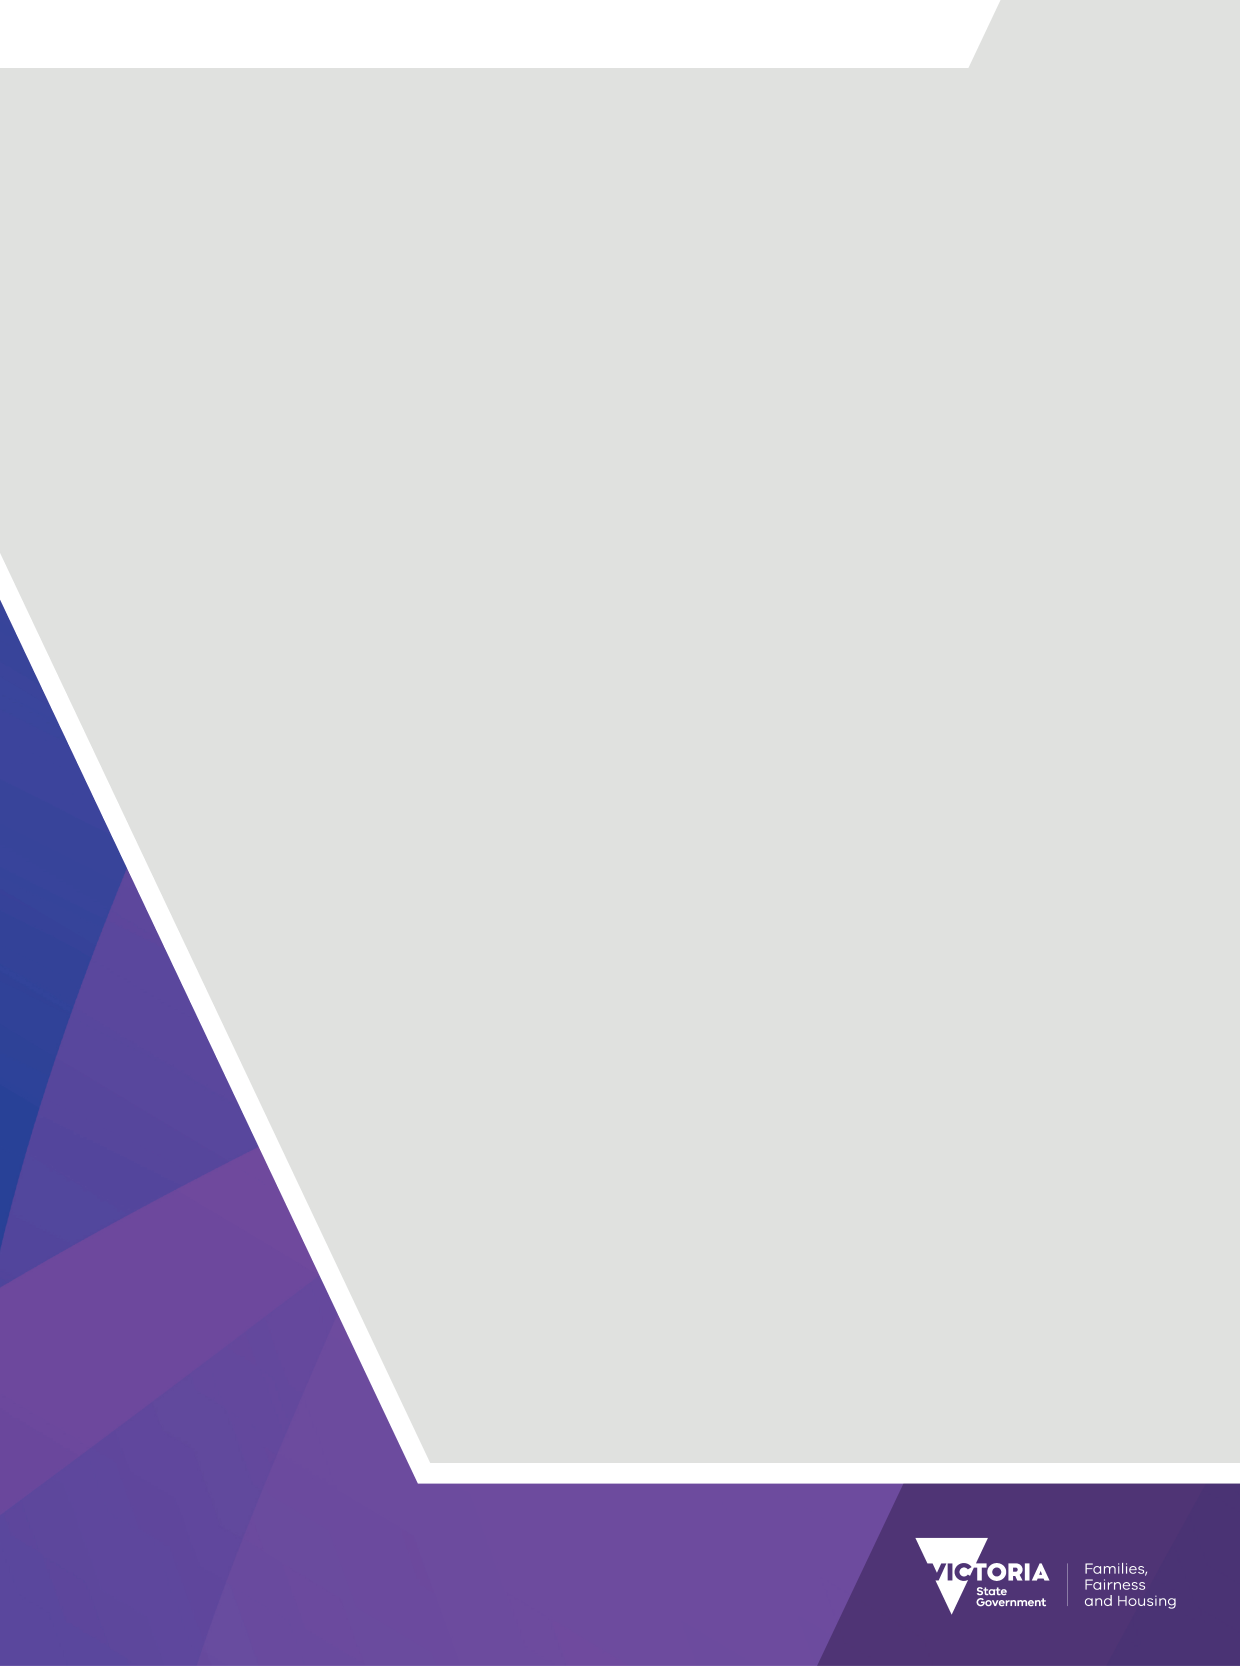 VICTORIA
State
Government
Families,
Fairness
and Housing